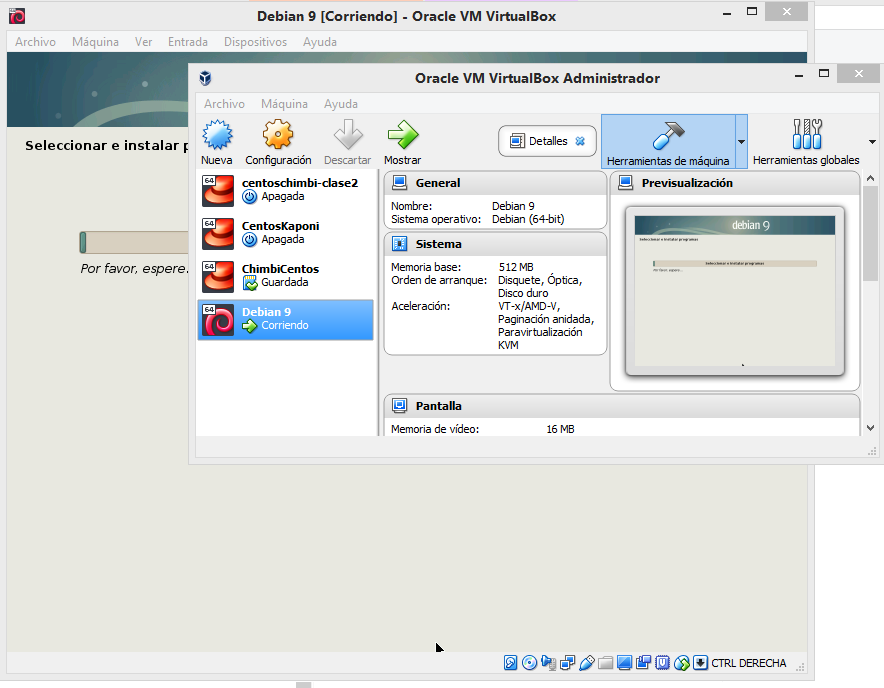 Debian 9 [Corriendo] - Oracle VM VirtualBox
Archivo Máquina Ver Entrada Dispositivos Ayuda
Seleccionar e instalar p
Por favor, espere.
Oracle VM VirtualBox Administrador
Archivo Máquina Ayuda
Nueva Configuración Descartar Mostrar
Detalles
Herramientas de máquina
Herramientas globales
64 centoschimbi-clase2
Apagada
64 CentosKaponi
Apagada
64 ChimbiCentos
Guardada
64 Debian 9
Corriendo
General
Nombre: Debian 9
Sistema operativo: Debian (64-bit)
Sistema
Memoria base: 512 MB
Orden de arranque: Disquete, Óptica,
Disco duro
Aceleración: VT-x/AMD-V,
Paginación anidada,
Paravirtualización
KVM
Previsualización
debian 9
Seleccionar e instalar programas
Seleccionar e instalar programas
Por favor, espere...
Pantalla
Memoria de vídeo: 16 MB
CTRL DERECHA